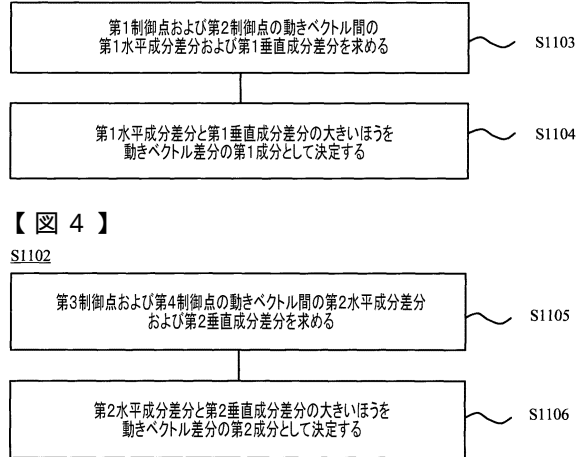 第1制御点および第2制御点の動きベクトル間の
第1水平成分差分および第1垂直成分差分を求める
S1103
第1水平成分差分と第1垂直成分差分の大きいほうを
動きベクトル差分の第1成分として決定する
S1104
【図4】
S1102
第3制御点および第4制御点の動きベクトル間の第2水平成分差分
および第2垂直成分差分を求める
S1105
第2水平成分差分と第2垂直成分差分の大きいほうを
動きベクトル差分の第2成分として決定する
S1106